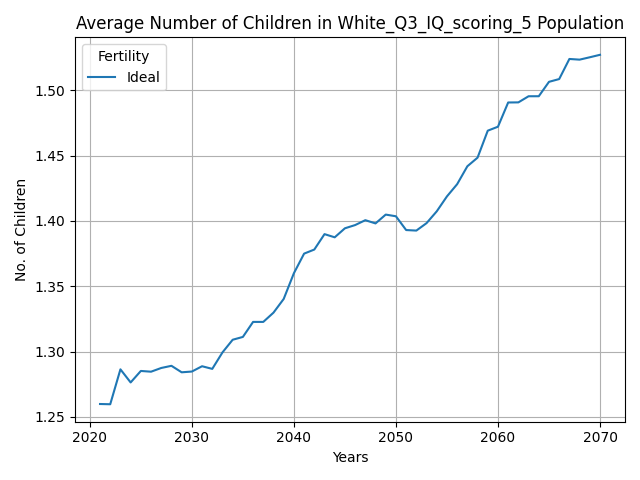 Average Number of Children in White_Q3_IQ_scoring_5 Population
Fertility
Ideal
1.50
1.45
1.40
1.35
1.30
1.25
No. of Children
2020
2030
2040
2050
2060
2070
Years